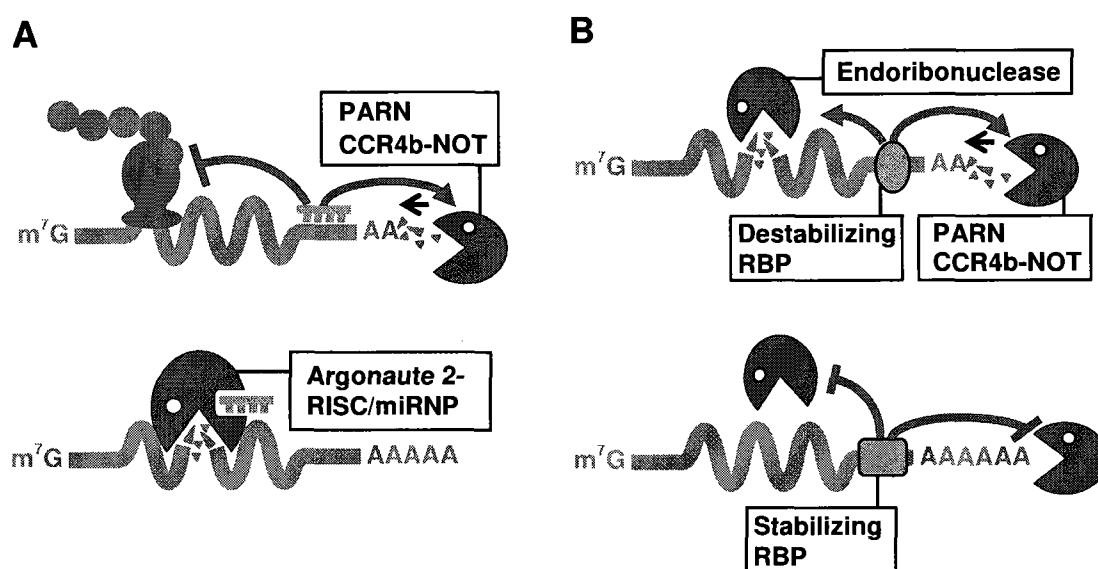 A
PARN
CCR4b-NOT
m⁷G
AA
Argonaute 2-
RISC/miRNP
m⁷G
AAAAA
B
Endoribonuclease
m⁷G
AA
Destabilizing
RBP
PARN
CCR4b-NOT
m⁷G
AAAAAA
Stabilizing
RBP